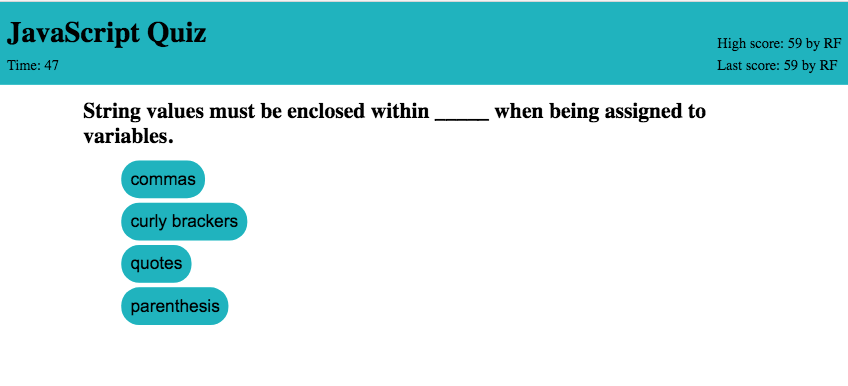 JavaScript Quiz
Time: 47
High score: 59 by RF
Last score: 59 by RF
String values must be enclosed within _____ when being assigned to
variables.
commas
curly brackers
quotes
parenthesis